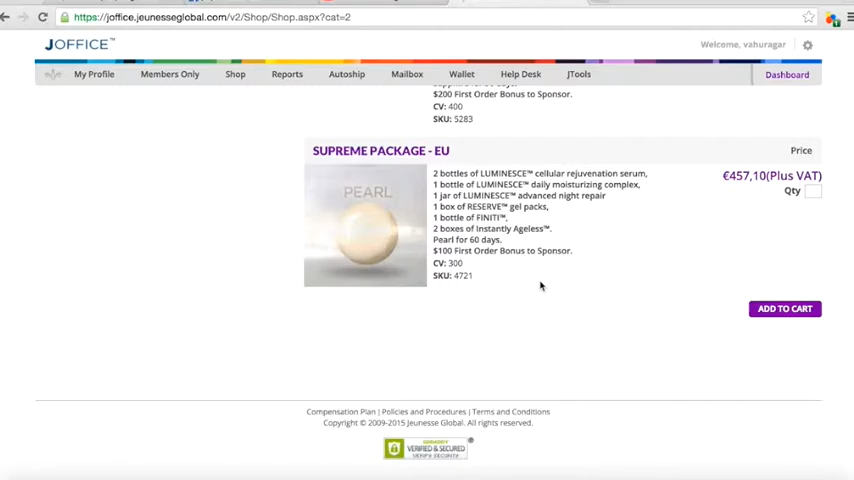 https://joffice.jeunesseglobal.com/v2/Shop/Shop.aspx?cat=2
JOFFICE™
Welcome, vahuragar
My Profile Members Only Shop Reports Autoship Mailbox Wallet Help Desk JTools Dashboard
$200 First Order Bonus to Sponsor.
CV: 400
SKU: 5283
SUPREME PACKAGE - EU Price
PEARL
2 bottles of LUMINESCE™ cellular rejuvenation serum,
1 bottle of LUMINESCE™ daily moisturizing complex,
1 jar of LUMINESCE™ advanced night repair
1 box of RESERVE™ gel packs,
1 bottle of FINITI™,
2 boxes of Instantly Ageless™.
Pearl for 60 days.
$100 First Order Bonus to Sponsor.
CV: 300
SKU: 4721
€457,10(Plus VAT)
Qty
ADD TO CART
Compensation Plan | Policies and Procedures | Terms and Conditions
Copyright © 2009-2015 Jeunesse Global. All rights reserved.
GODADDY
VERIFIED & SECURED
VERIFY SECURITY